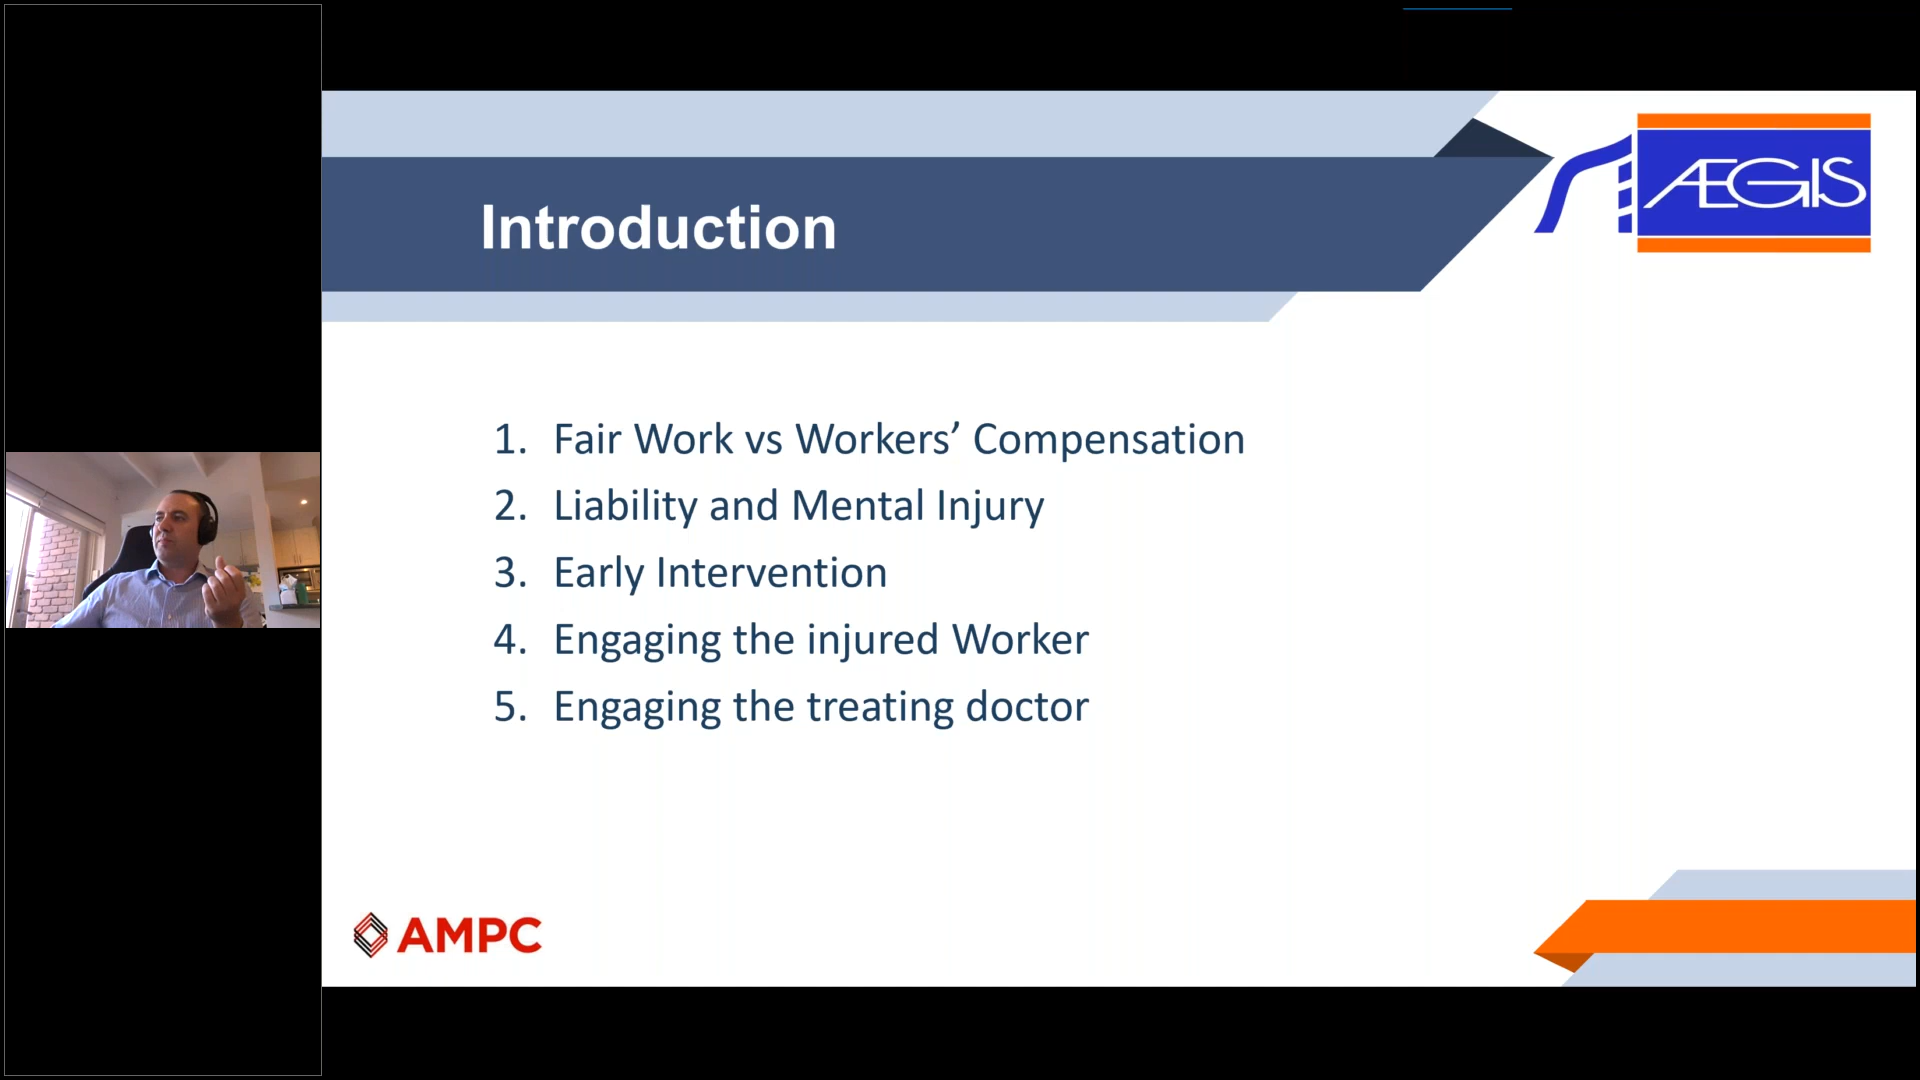 Introduction
ÆGIS
1. Fair Work vs Workers’ Compensation
2. Liability and Mental Injury
3. Early Intervention
4. Engaging the injured Worker
5. Engaging the treating doctor
AMPC